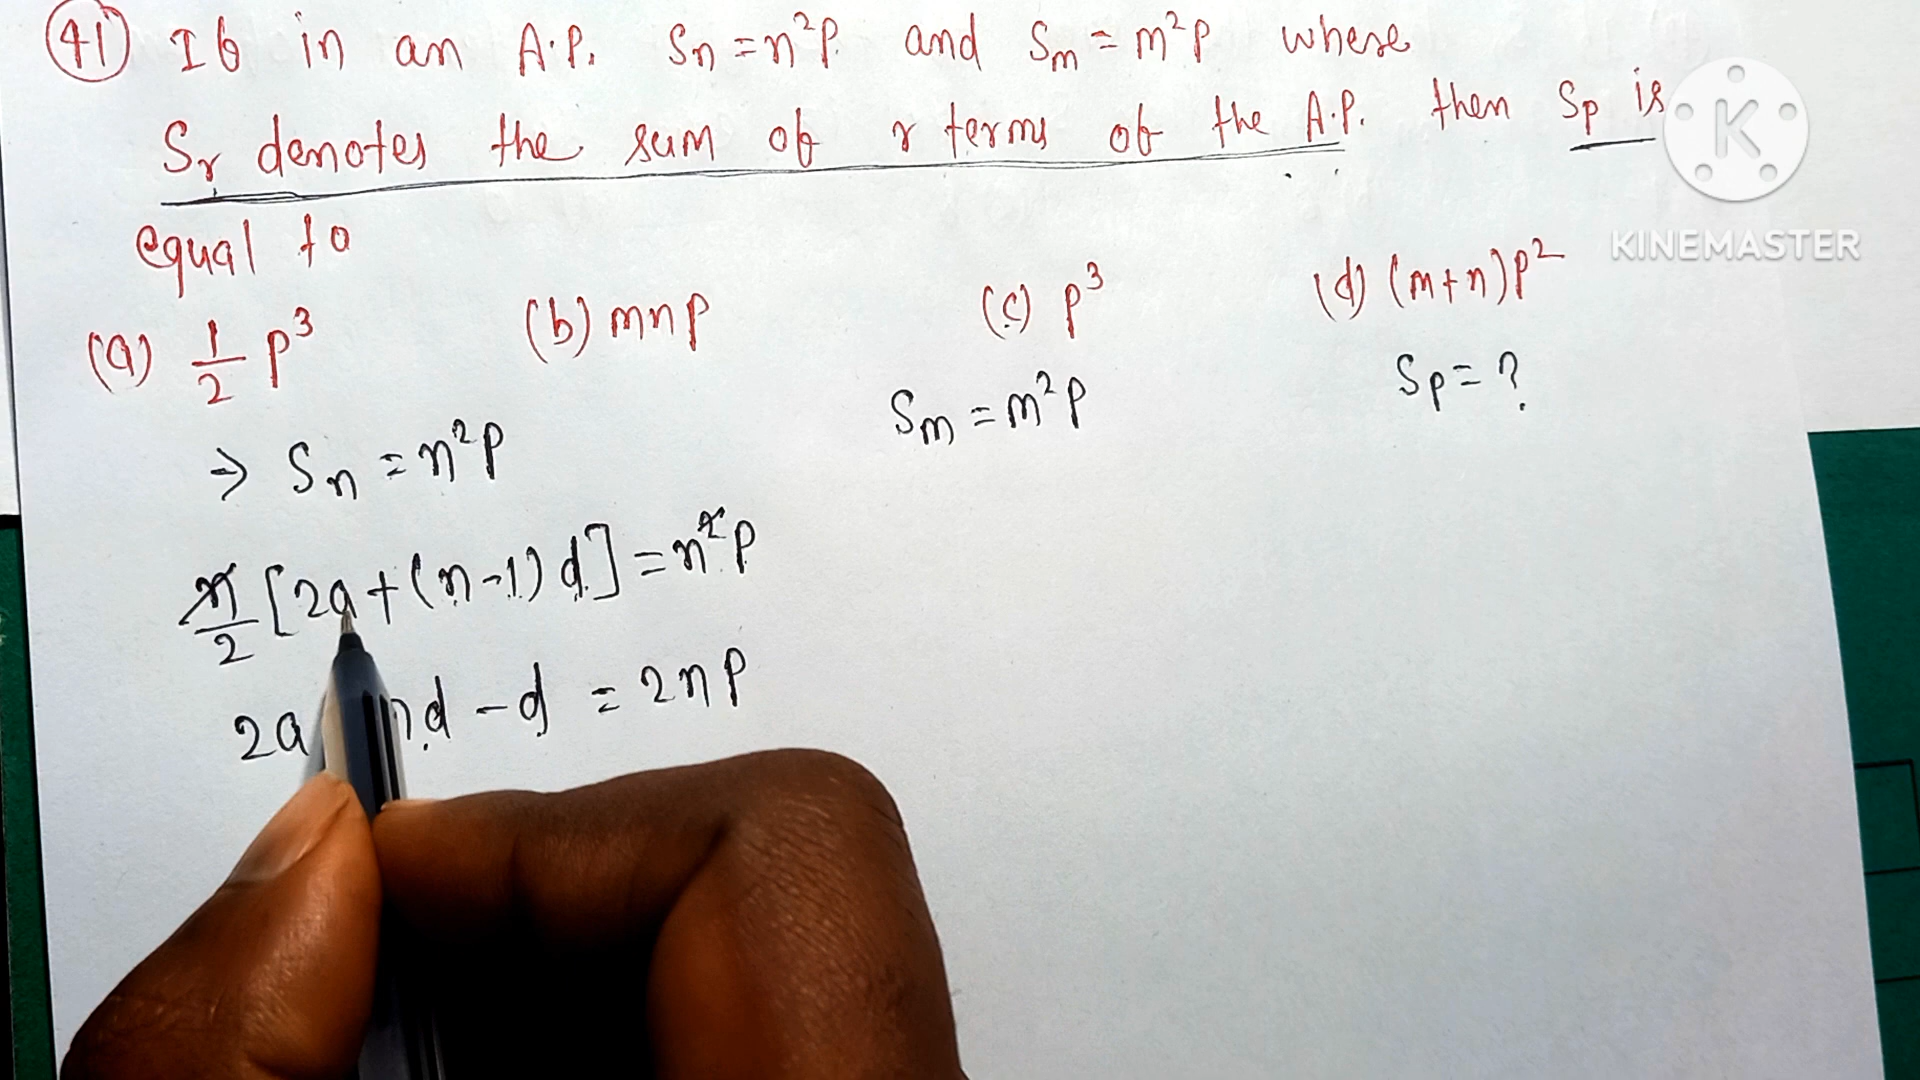 41 If in an A.P. Sn = n²p and Sm = m²p where
Sr denotes the sum of r terms of the A.P. then Sp is
equal to
(a) 1/2 p³ (b) mnp (c) p³ (d) (m+n)p²
→ Sn = n²p Sm = m²p Sp = ?
n/2 [2a+(n-1)d] = n²p
2a nd - d = 2np
K
KINEMASTER